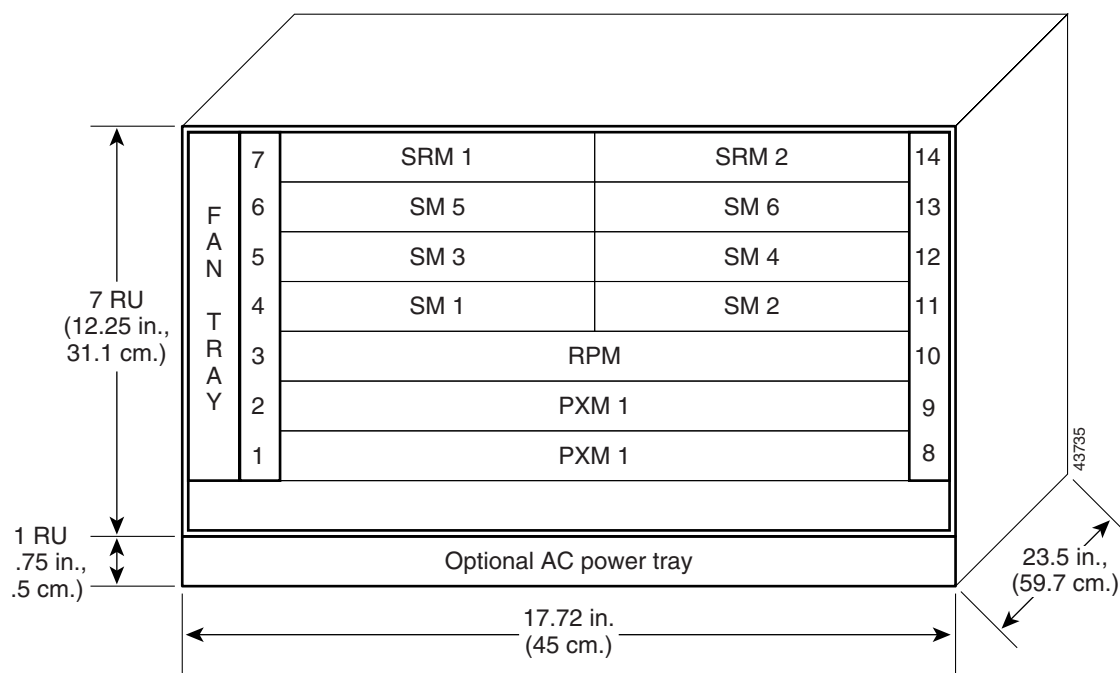 7 SRM 1 SRM 2 14
6 SM 5 SM 6 13
5 SM 3 SM 4 12
4 SM 1 SM 2 11
3 RPM 10
2 PXM 1 9
1 PXM 1 8
FAN TRAY
7 RU
(12.25 in.,
31.1 cm.)
1 RU
.75 in.,
.5 cm.)
Optional AC power tray
17.72 in.
(45 cm.)
23.5 in.,
(59.7 cm.)
43735